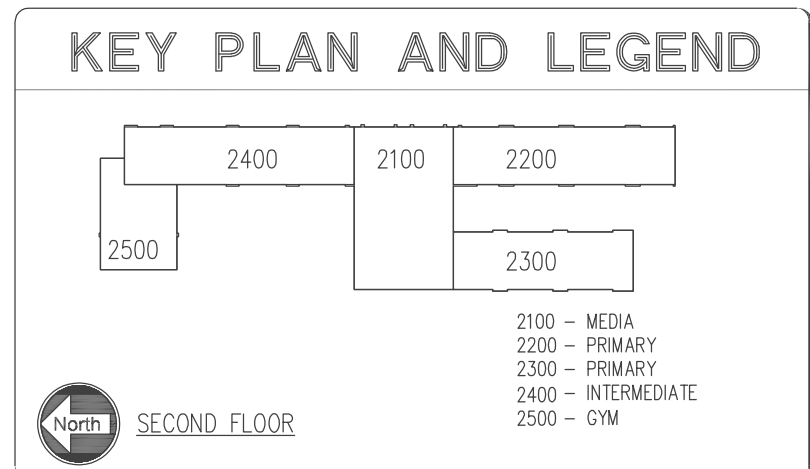 KEY PLAN AND LEGEND
2400 2100 2200
2500 2300
2100 – MEDIA
2200 – PRIMARY
2300 – PRIMARY
2400 – INTERMEDIATE
2500 – GYM
North SECOND FLOOR